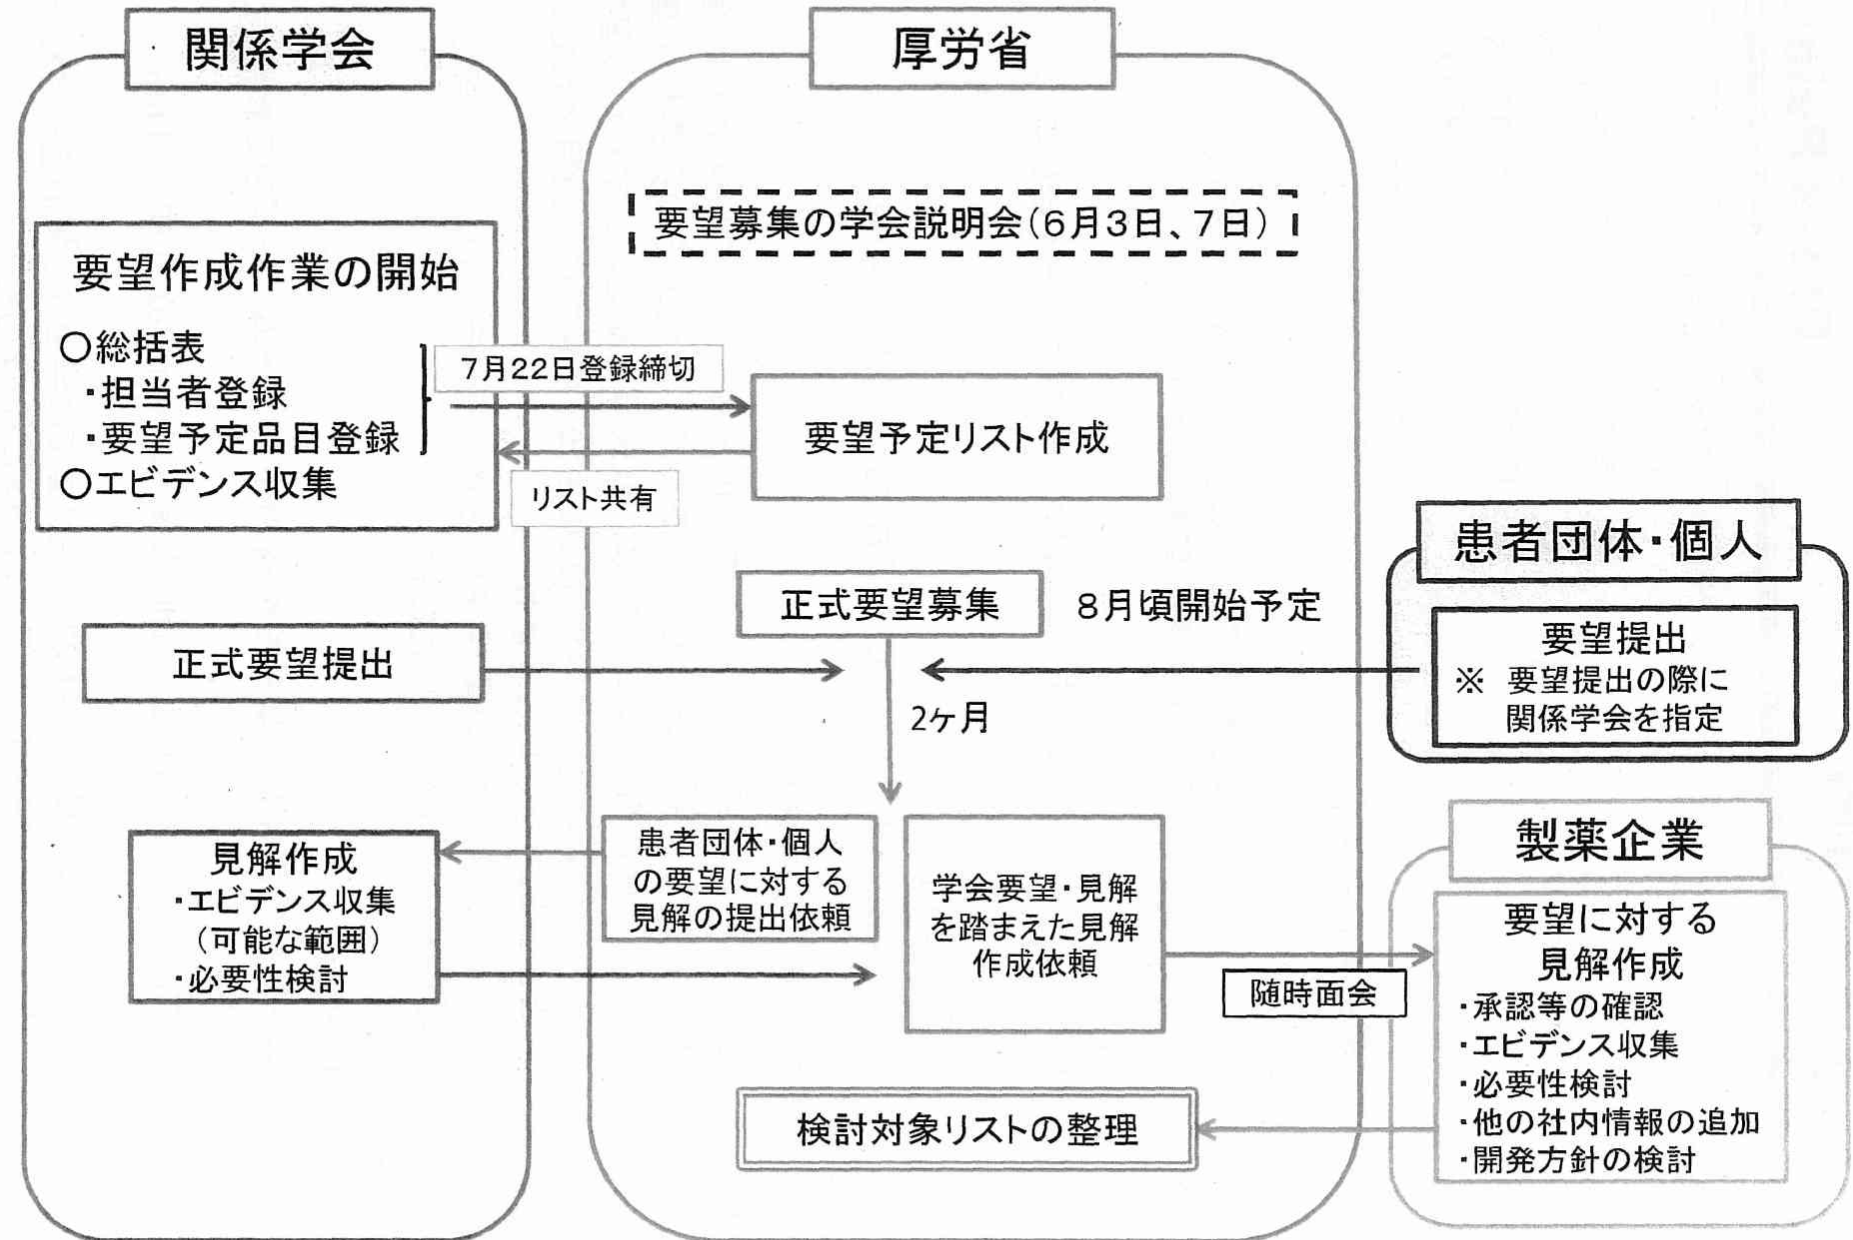 関係学会
厚労省
要望募集の学会説明会(6月3日、7日)
要望作成作業の開始
○総括表
・担当者登録
・要望予定品目登録
○エビデンス収集
7月22日登録締切
要望予定リスト作成
リスト共有
患者団体・個人
要望提出
※ 要望提出の際に
関係学会を指定
正式要望募集
8月頃開始予定
正式要望提出
2ヶ月
見解作成
・エビデンス収集
(可能な範囲)
・必要性検討
患者団体・個人
の要望に対する
見解の提出依頼
学会要望・見解
を踏まえた見解
作成依頼
随時面会
製薬企業
要望に対する
見解作成
・承認等の確認
・エビデンス収集
・必要性検討
・他の社内情報の追加
・開発方針の検討
検討対象リストの整理